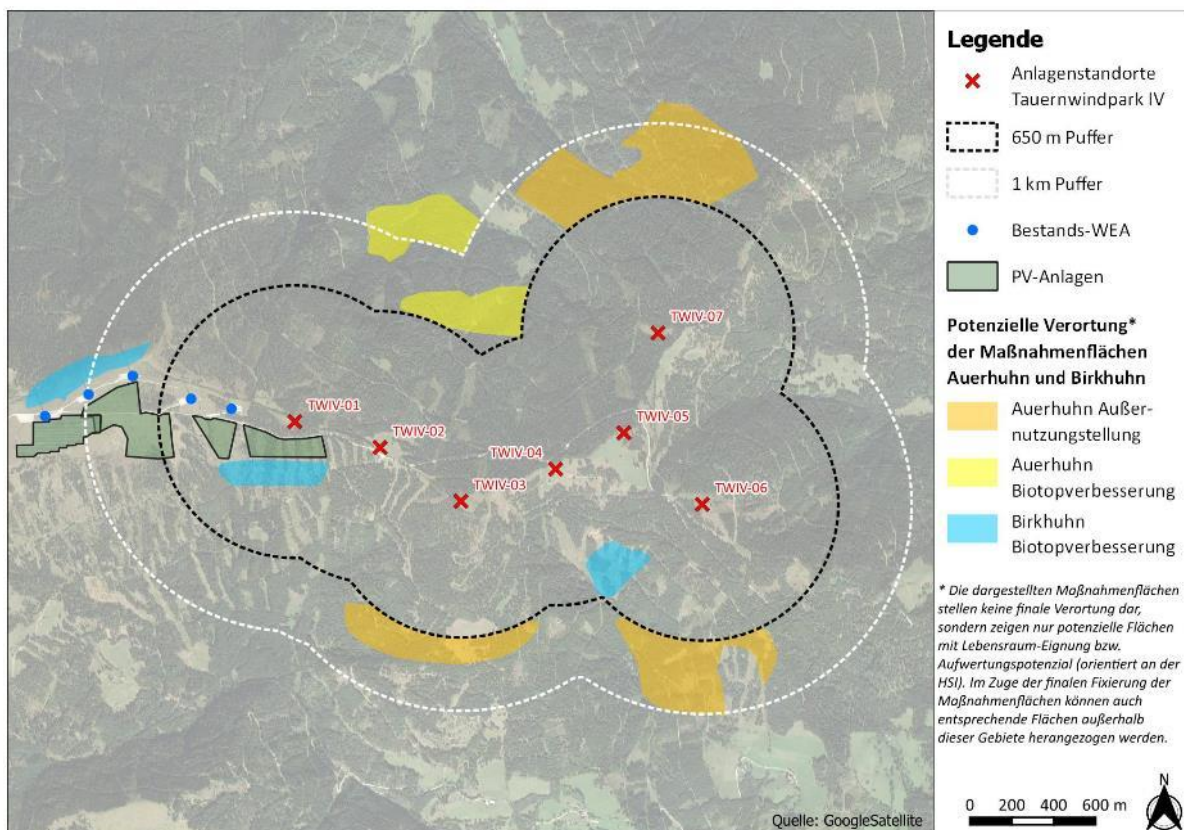 TWIV-07
TWIV-01
TWIV-05
TWIV-02
TWIV-04
TWIV-03
TWIV-06
Quelle: GoogleSatellite
Legende
Anlagenstandorte
Tauernwindpark IV
650 m Puffer
1 km Puffer
Bestands-WEA
PV-Anlagen
Potenzielle Verortung*
der Maßnahmenflächen
Auerhuhn und Birkhuhn
Auerhuhn Außer-
nutzungstellung
Auerhuhn
Biotopverbesserung
Birkhuhn
Biotopverbesserung
* Die dargestellten Maßnahmenflächen
stellen keine finale Verortung dar,
sondern zeigen nur potenzielle Flächen
mit Lebensraum-Eignung bzw.
Aufwertungspotenzial (orientiert an der
HSI). Im Zuge der finalen Fixierung der
Maßnahmenflächen können auch
entsprechende Flächen außerhalb
dieser Gebiete herangezogen werden.
N
0 200 400 600 m